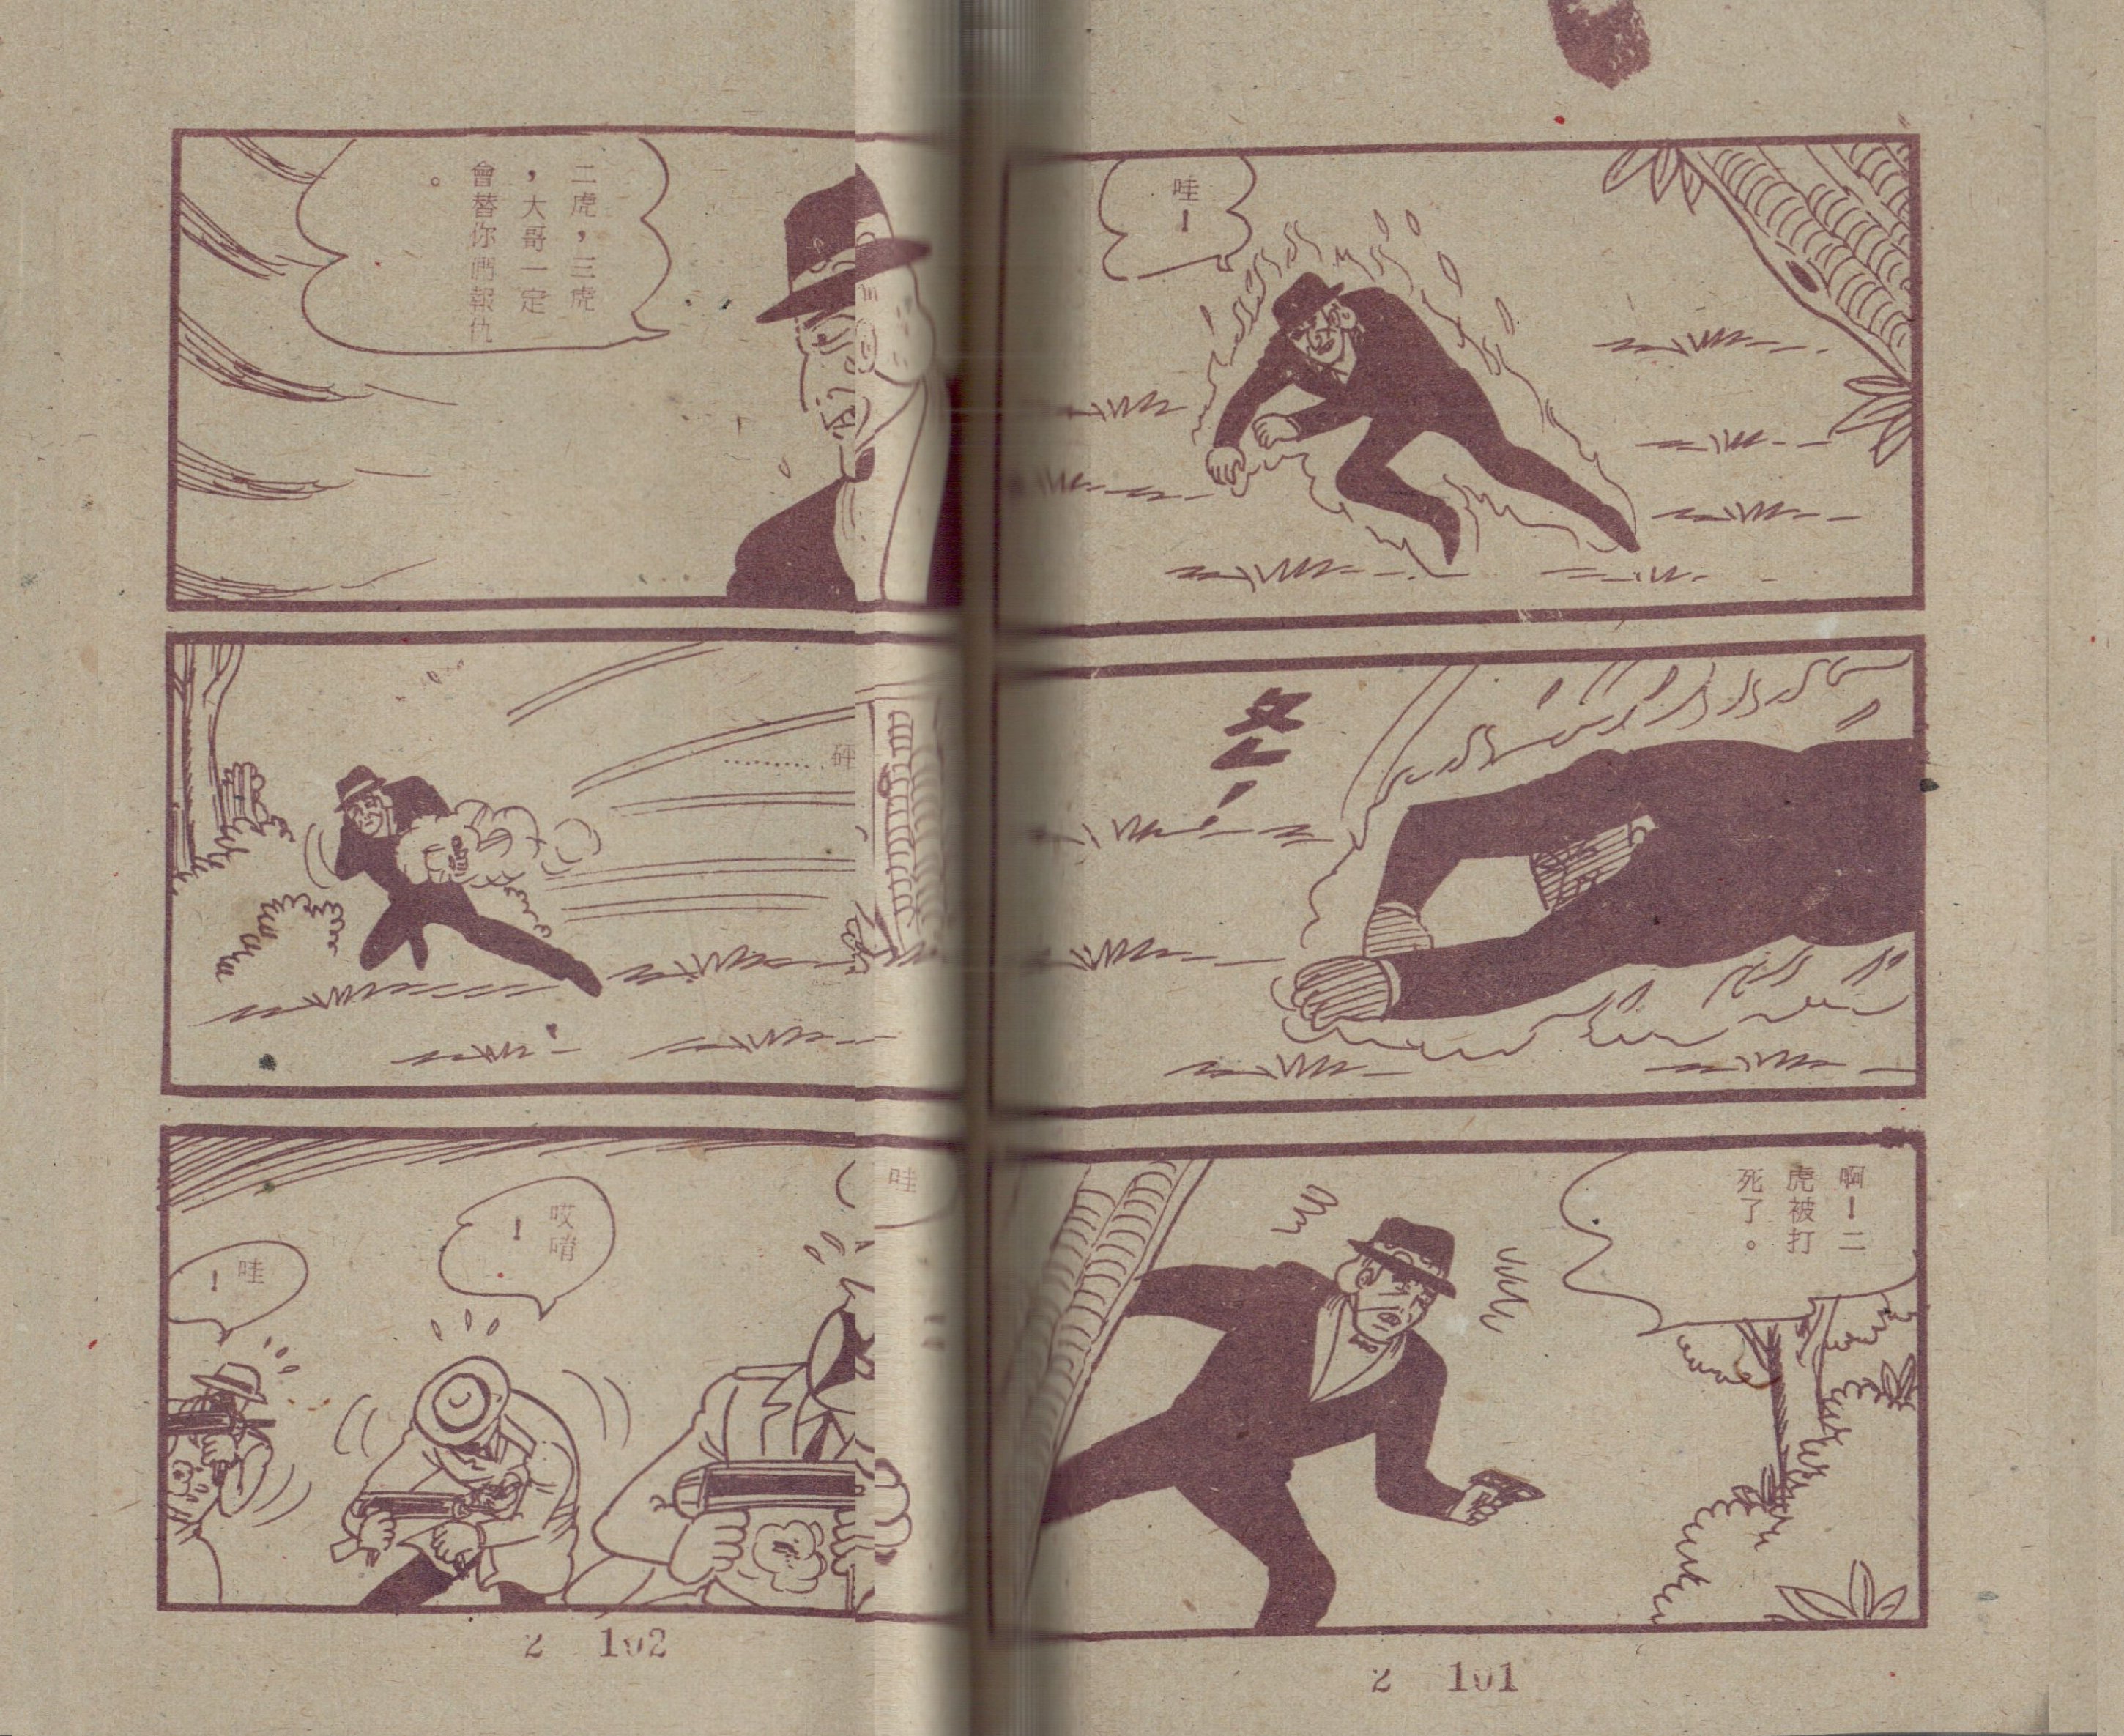 哇！
ㄆㄥ！
啊！二
虎被打
死了。
2 101
二虎，三虎
，大哥一定
會替你們報仇
。
砰………
哇
哎唷
！
哇
！
2 102